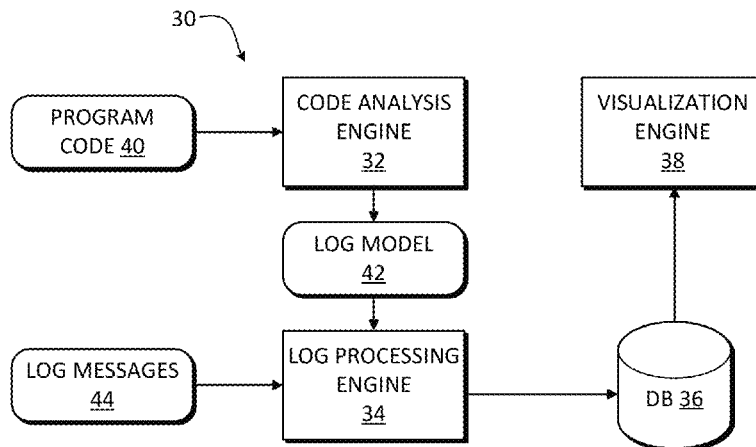 30
PROGRAM
CODE 40
CODE ANALYSIS
ENGINE
32
VISUALIZATION
ENGINE
38
LOG MODEL
42
LOG MESSAGES
44
LOG PROCESSING
ENGINE
34
DB 36